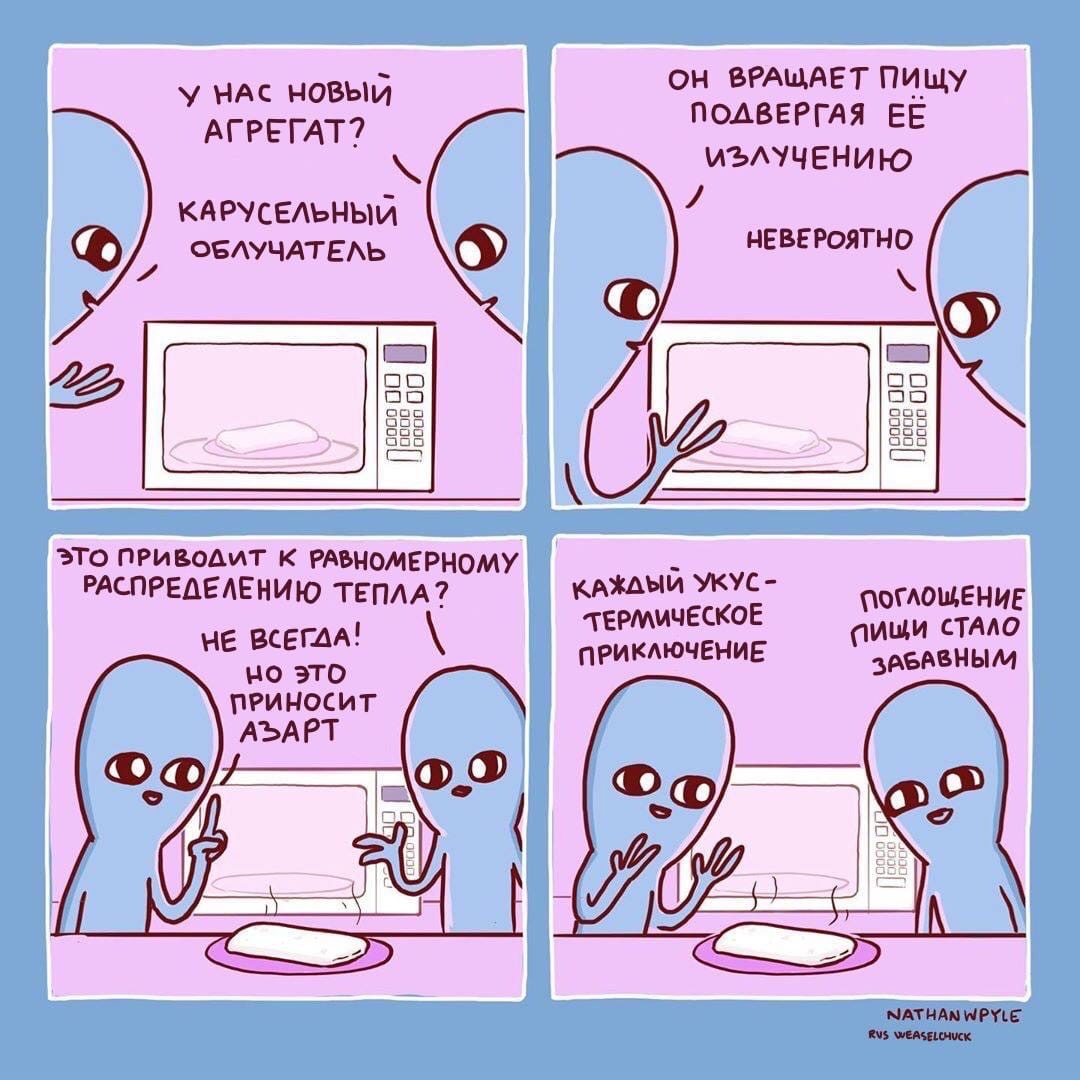 У НАС НОВЫЙ
АГРЕГАТ?
КАРУСЕЛЬНЫЙ
ОБЛУЧАТЕЛЬ
ОН ВРАЩАЕТ ПИЩУ
ПОДВЕРГАЯ ЕЁ
ИЗЛУЧЕНИЮ
НЕВЕРОЯТНО
ЭТО ПРИВОДИТ К РАВНОМЕРНОМУ
РАСПРЕДЕЛЕНИЮ ТЕПЛА?
НЕ ВСЕГДА!
НО ЭТО
ПРИНОСИТ
АЗАРТ
КАЖДЫЙ УКУС -
ТЕРМИЧЕСКОЕ
ПРИКЛЮЧЕНИЕ
ПОГЛОЩЕНИЕ
ПИЩИ СТАЛО
ЗАБАВНЫМ
NATHANWPYLE
RVS WEASELCHUCK